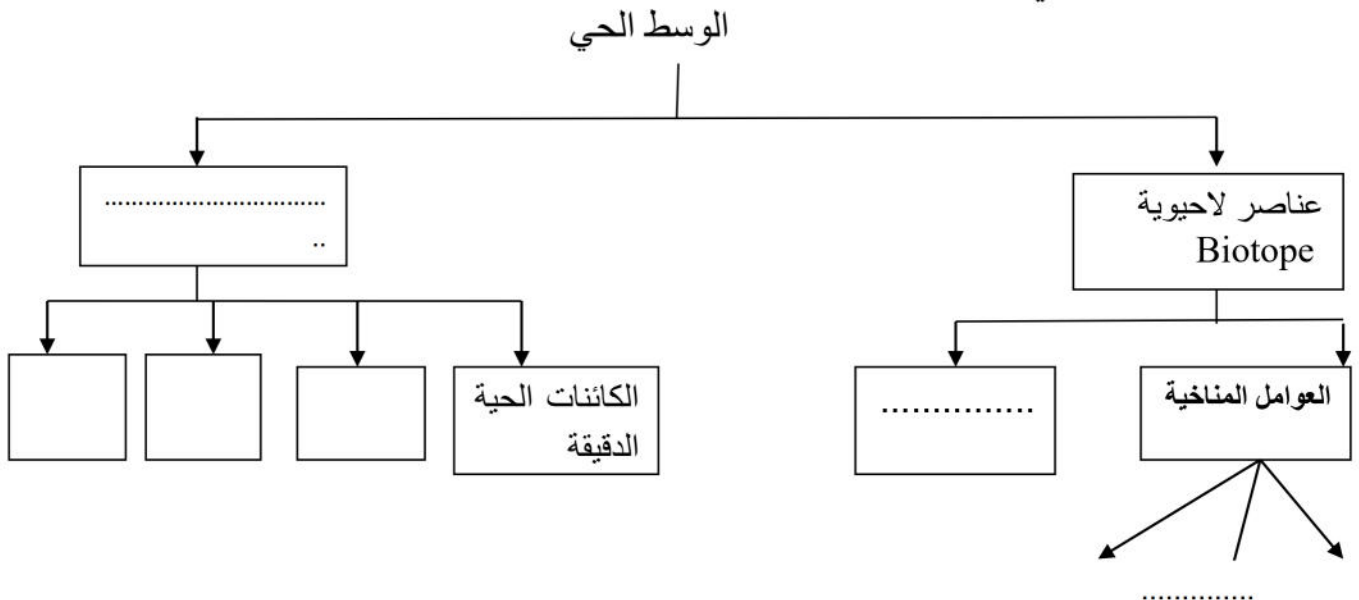 الوسط الحي
عناصر لاحيوية
Biotope
..............................
..
العوامل المناخية
...............
الكائنات الحية
الدقيقة
..............